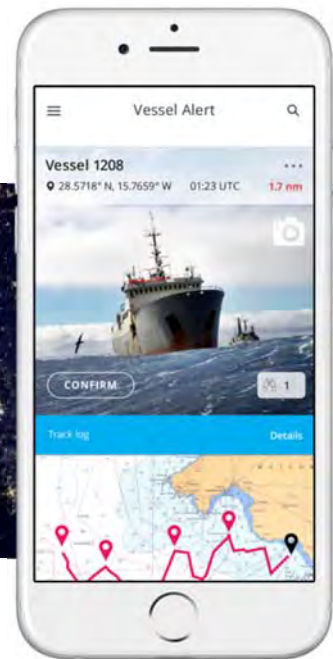 Vessel Alert
Vessel 1208
28.5718° N, 15.7659° W 01:23 UTC 1.7 nm
CONFIRM
1
Track log Details